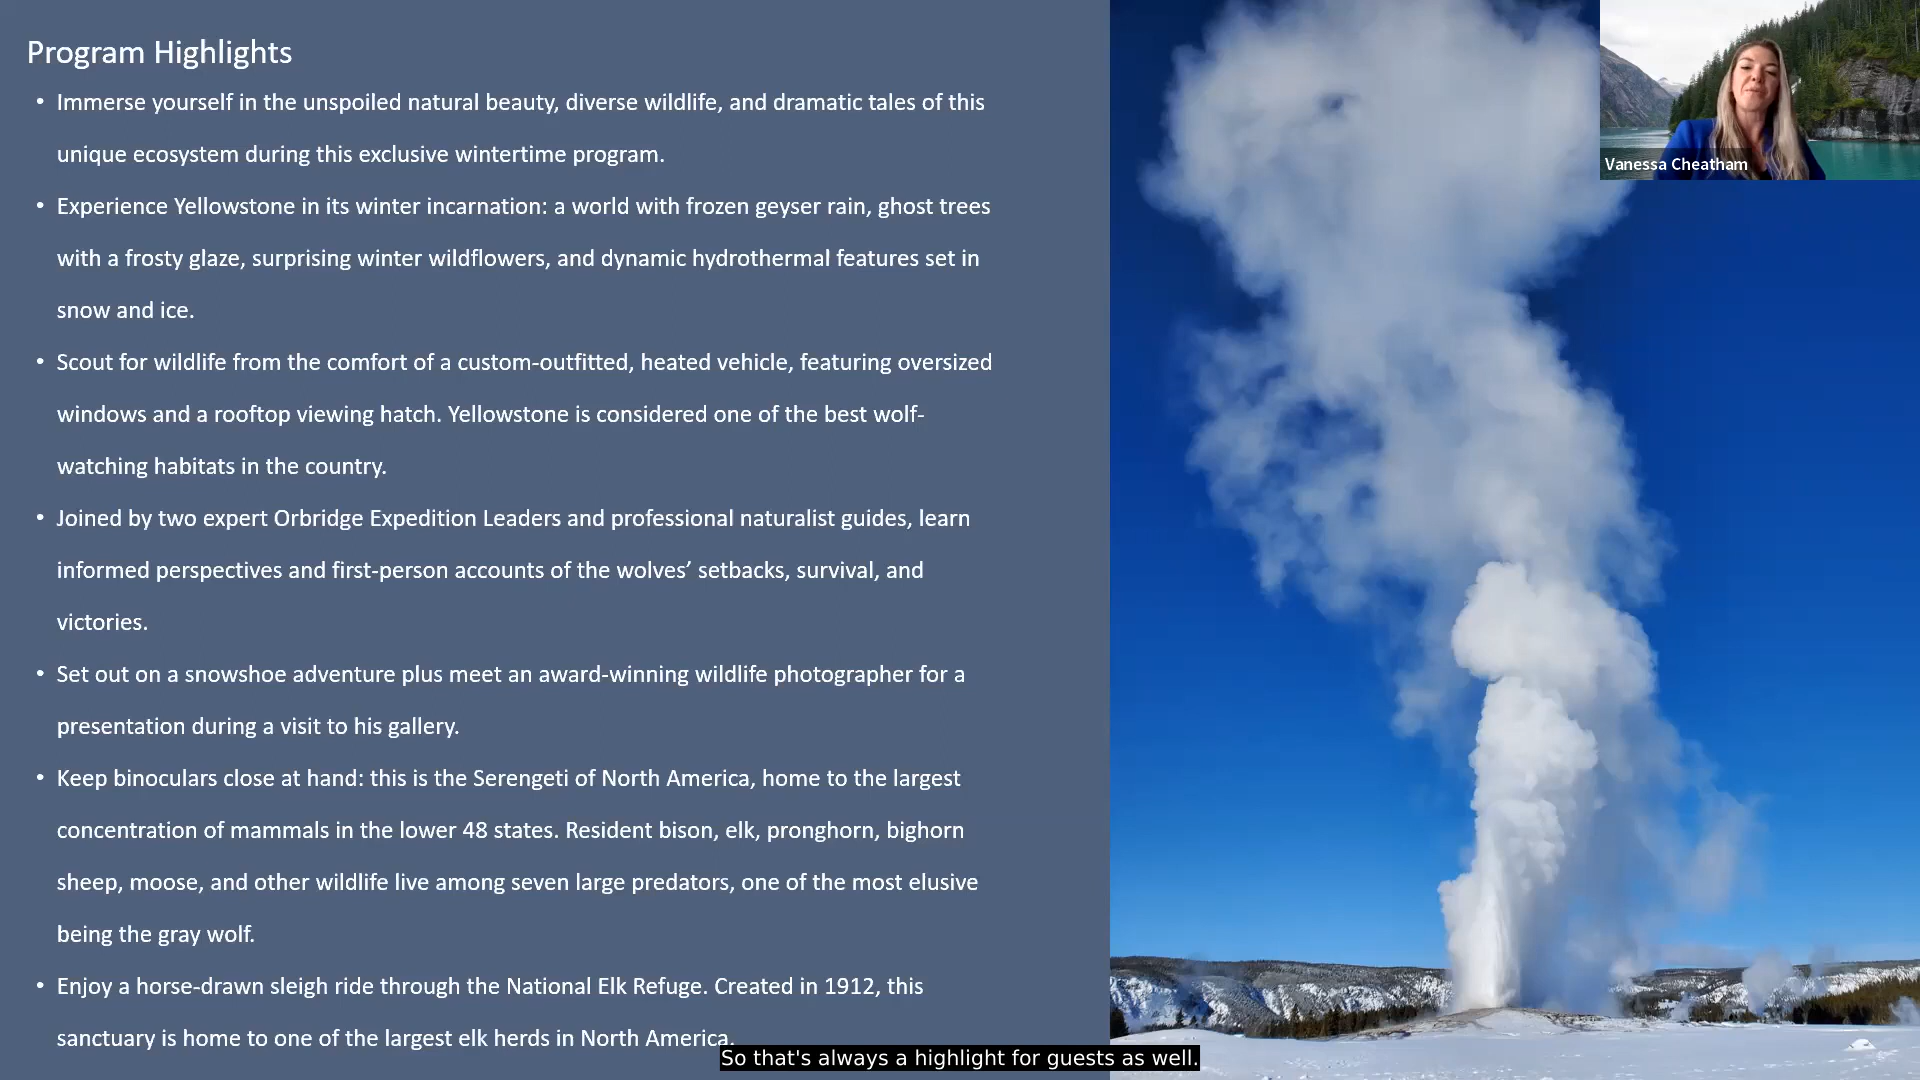 Program Highlights
• Immerse yourself in the unspoiled natural beauty, diverse wildlife, and dramatic tales of this
unique ecosystem during this exclusive wintertime program.
• Experience Yellowstone in its winter incarnation: a world with frozen geyser rain, ghost trees
with a frosty glaze, surprising winter wildflowers, and dynamic hydrothermal features set in
snow and ice.
• Scout for wildlife from the comfort of a custom-outfitted, heated vehicle, featuring oversized
windows and a rooftop viewing hatch. Yellowstone is considered one of the best wolf-
watching habitats in the country.
• Joined by two expert Orbridge Expedition Leaders and professional naturalist guides, learn
informed perspectives and first-person accounts of the wolves’ setbacks, survival, and
victories.
• Set out on a snowshoe adventure plus meet an award-winning wildlife photographer for a
presentation during a visit to his gallery.
• Keep binoculars close at hand: this is the Serengeti of North America, home to the largest
concentration of mammals in the lower 48 states. Resident bison, elk, pronghorn, bighorn
sheep, moose, and other wildlife live among seven large predators, one of the most elusive
being the gray wolf.
• Enjoy a horse-drawn sleigh ride through the National Elk Refuge. Created in 1912, this
sanctuary is home to one of the largest elk herds in North America.
Vanessa Cheatham
So that's always a highlight for guests as well.